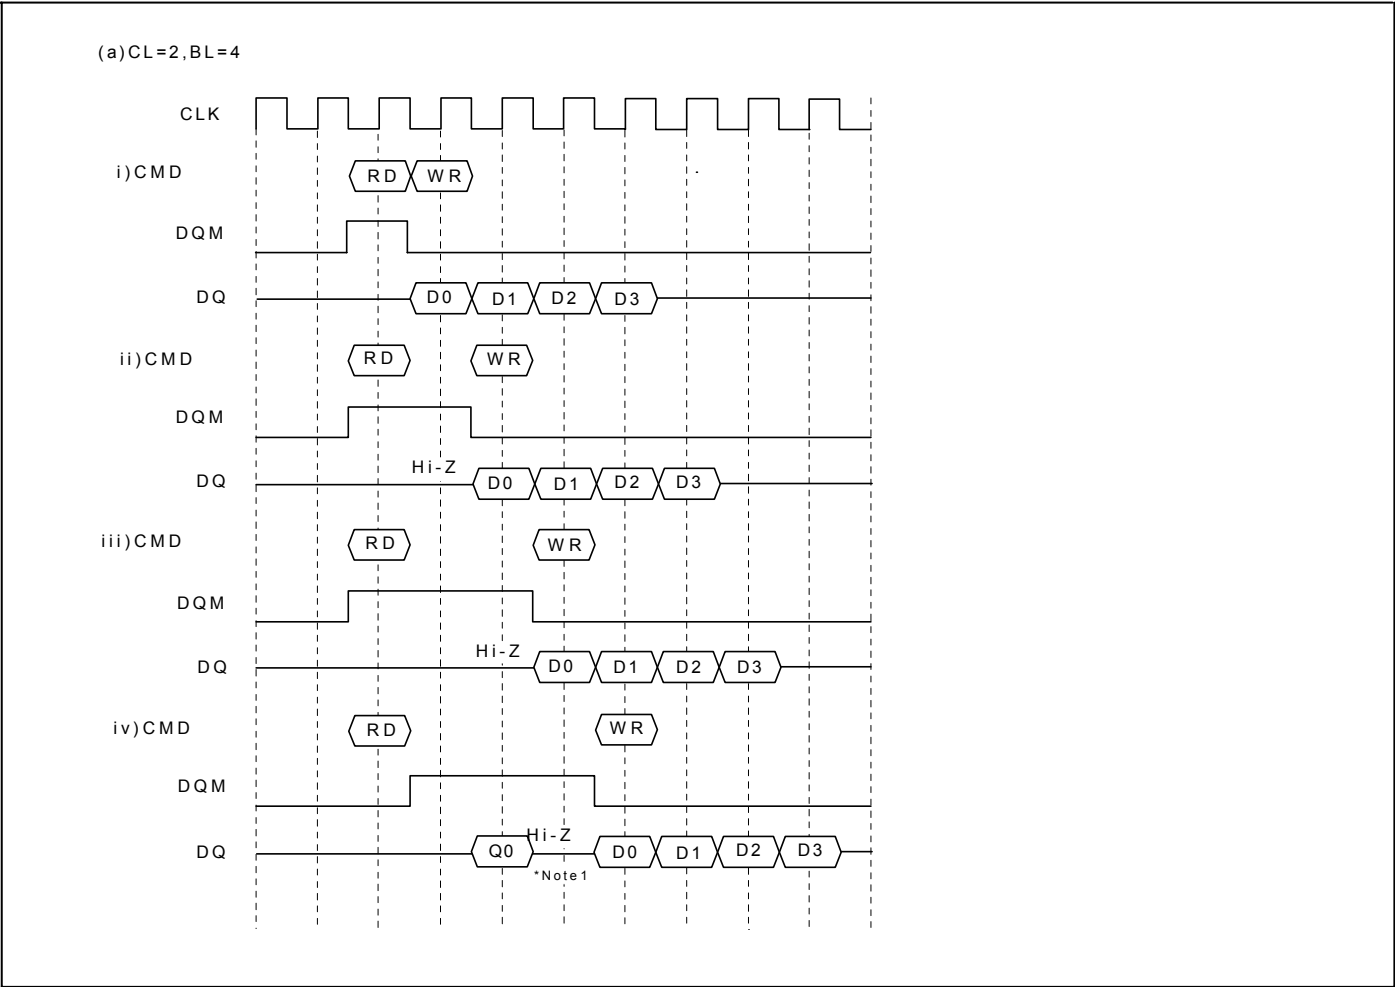 (a)CL=2,BL=4
CLK
i)CMD RD WR
DQM
DQ D0 D1 D2 D3
ii)CMD RD WR
DQM
Hi-Z
DQ D0 D1 D2 D3
iii)CMD RD WR
DQM
Hi-Z
DQ D0 D1 D2 D3
iv)CMD RD WR
DQM
Hi-Z
DQ Q0 D0 D1 D2 D3
*Note1